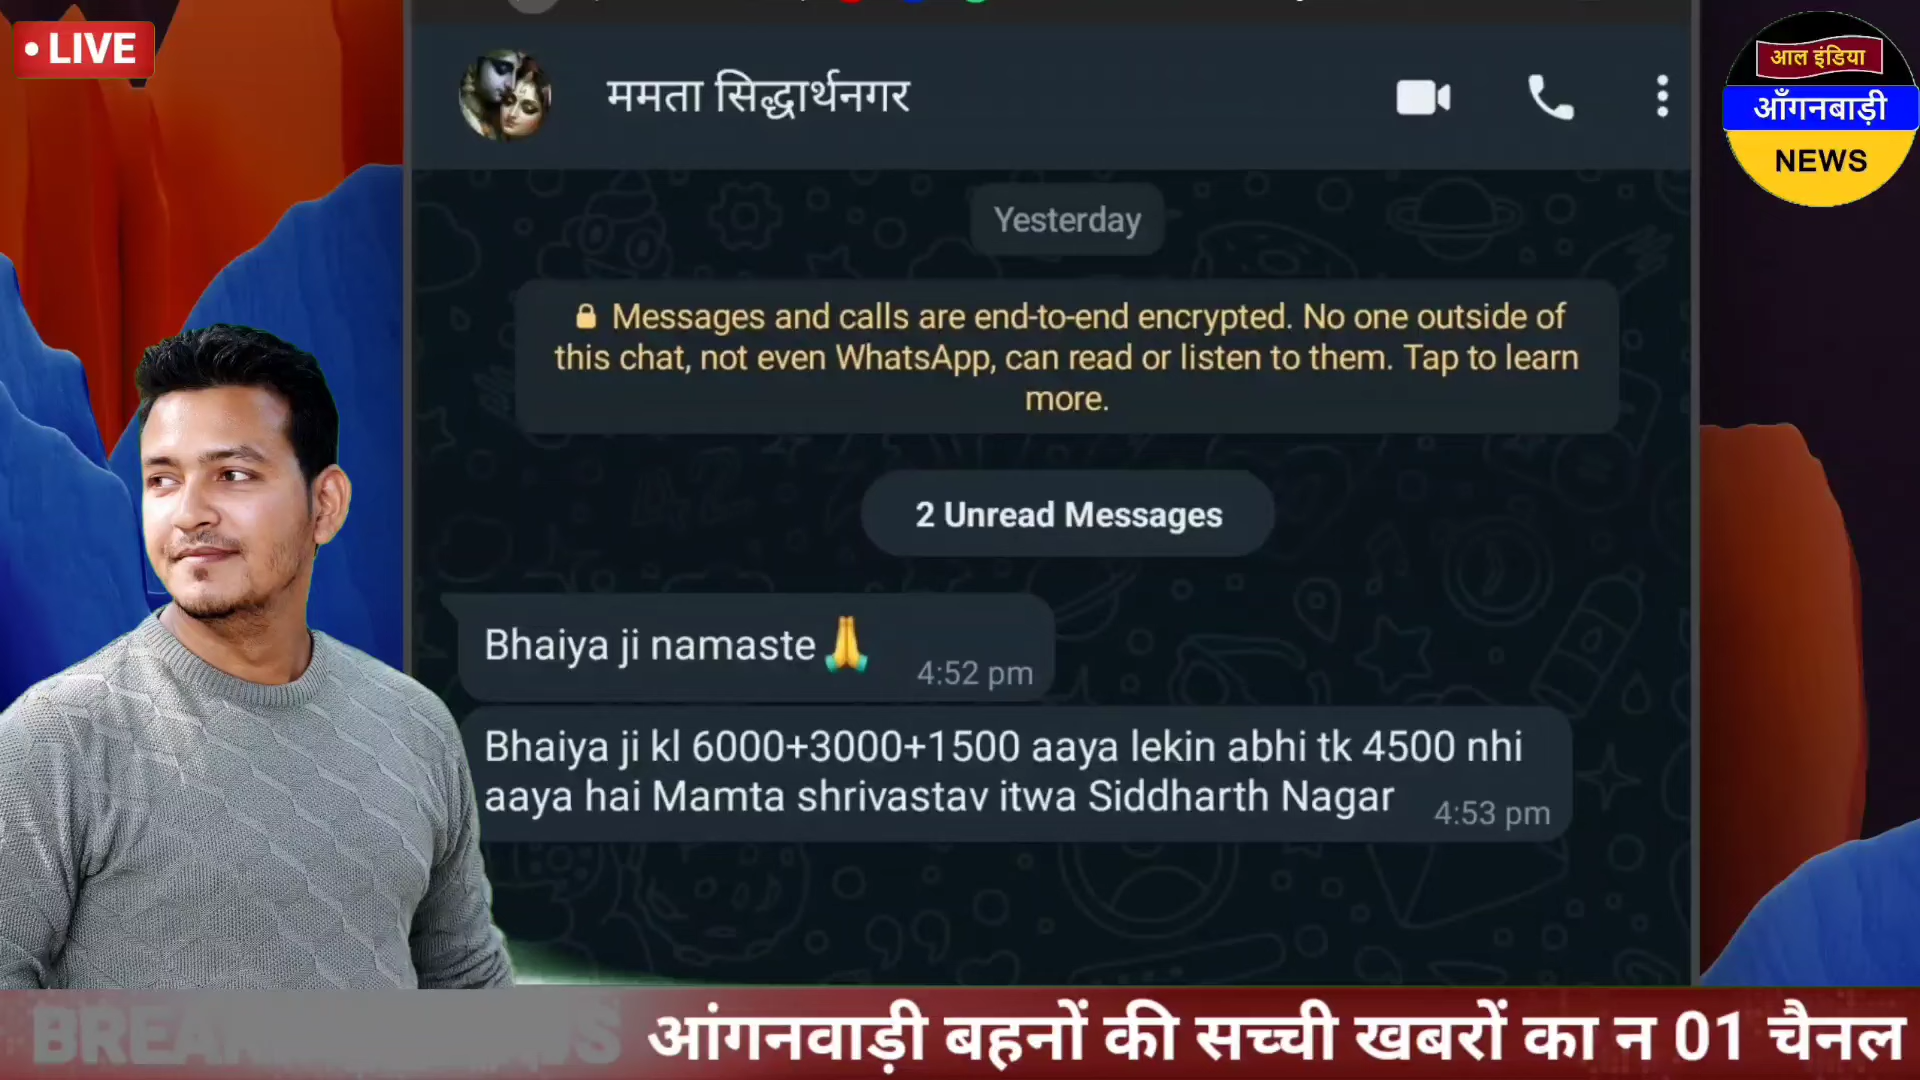 LIVE
ममता सिद्धार्थनगर
आल इंडिया
आँगनबाड़ी
NEWS
Yesterday
Messages and calls are end-to-end encrypted. No one outside of
this chat, not even WhatsApp, can read or listen to them. Tap to learn
more.
2 Unread Messages
Bhaiya ji namaste🙏
4:52 pm
Bhaiya ji kl 6000+3000+1500 aaya lekin abhi tk 4500 nhi
aaya hai Mamta shrivastav itwa Siddharth Nagar
4:53 pm
आंगनवाड़ी बहनों की सच्ची खबरों का न 01 चैनल